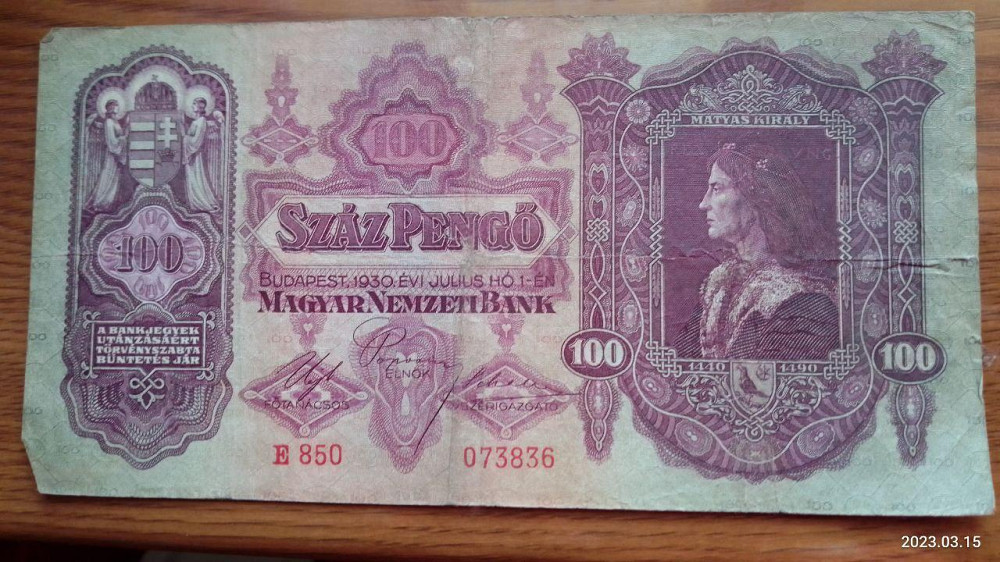 100
A BANKJEGYEK
UTÁNZÁSAÉRT
TÖRVÉNYSZABTA
BÜNTETÉS JÁR
100
SZÁZ PENGŐ
BUDAPEST, 1930. ÉVI JULIUS HÓ 1-ÉN
MAGYAR NEMZETI BANK
ELNÖK
FŐTANÁCSOS
VEZÉRIGAZGATÓ
E 850
073836
MÁTYÁS KIRÁLY
100
100
1440
1490
2023.03.15